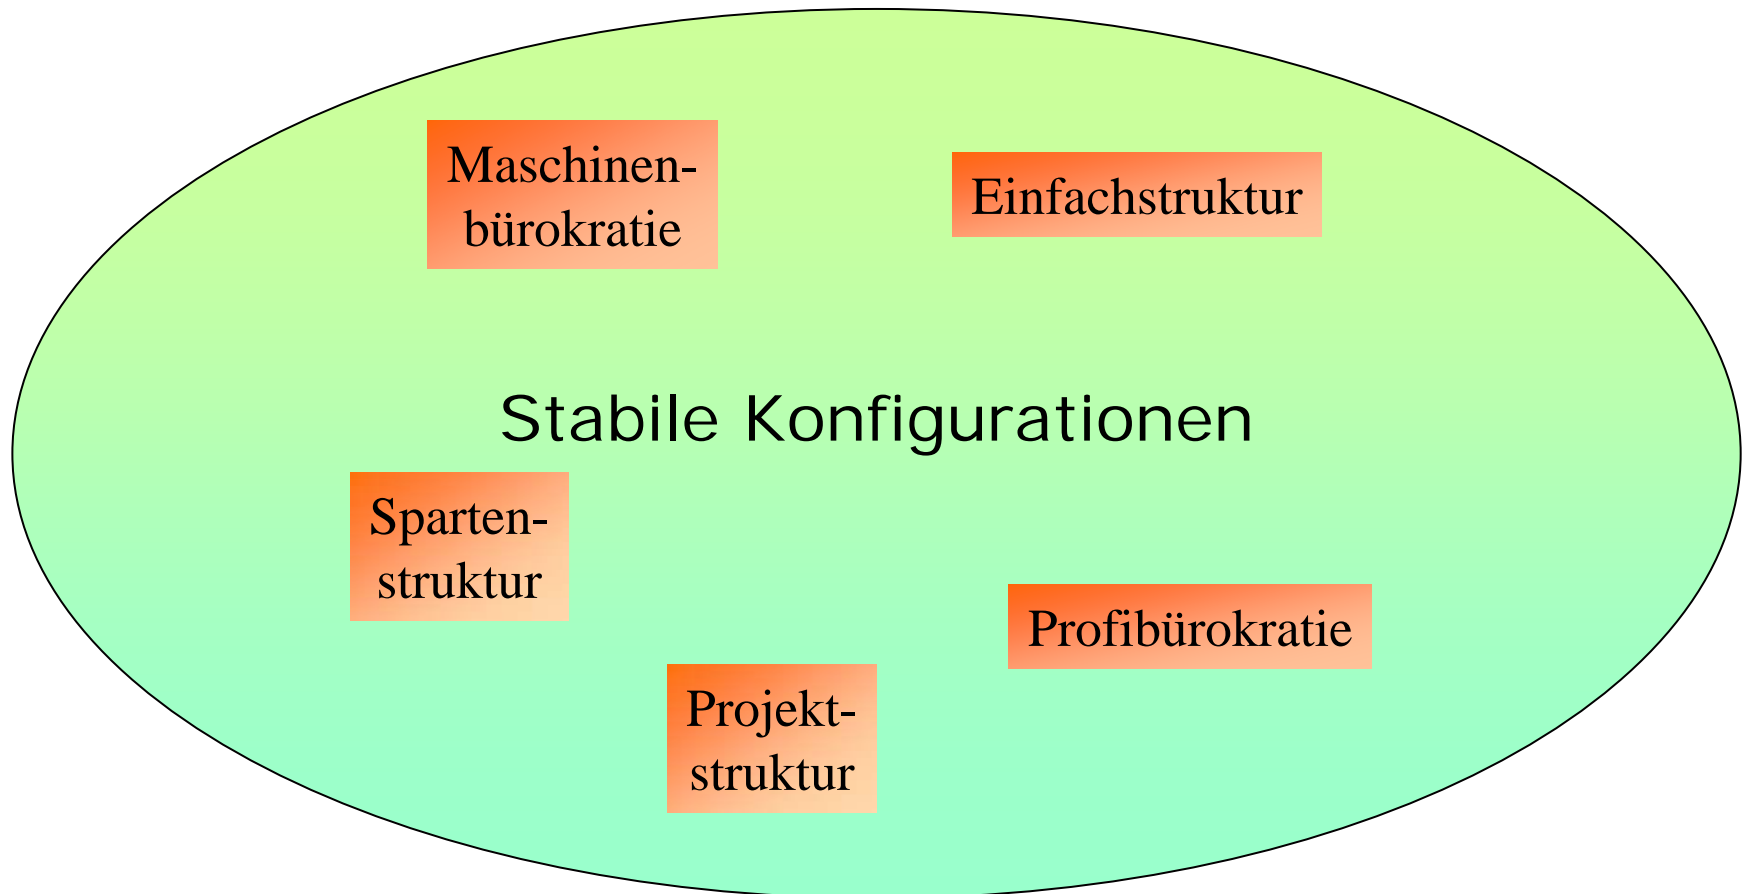 Maschinen-
bürokratie
Einfachstruktur
Stabile Konfigurationen
Sparten-
struktur
Profibürokratie
Projekt-
struktur